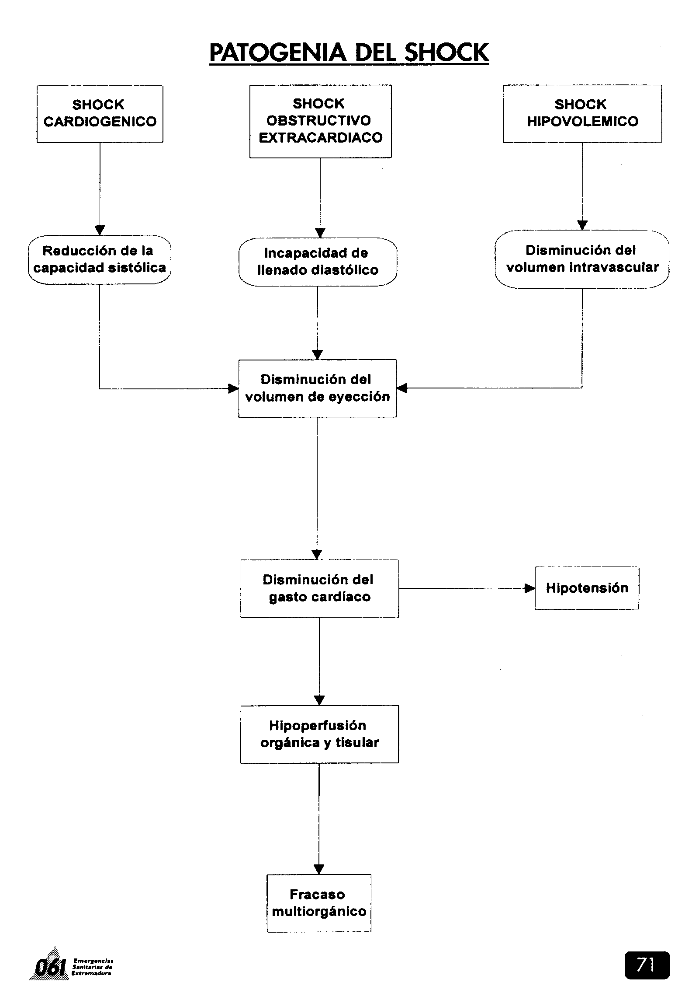 PATOGENIA DEL SHOCK
SHOCK
CARDIOGENICO
SHOCK
OBSTRUCTIVO
EXTRACARDIACO
SHOCK
HIPOVOLEMICO
Reducción de la
capacidad sistólica
Incapacidad de
llenado diastólico
Disminución del
volumen intravascular
Disminución del
volumen de eyección
Disminución del
gasto cardíaco
Hipotensión
Hipoperfusión
orgánica y tisular
Fracaso
multiorgánico
061
Emergencias
Sanitarias de
Extremadura
71